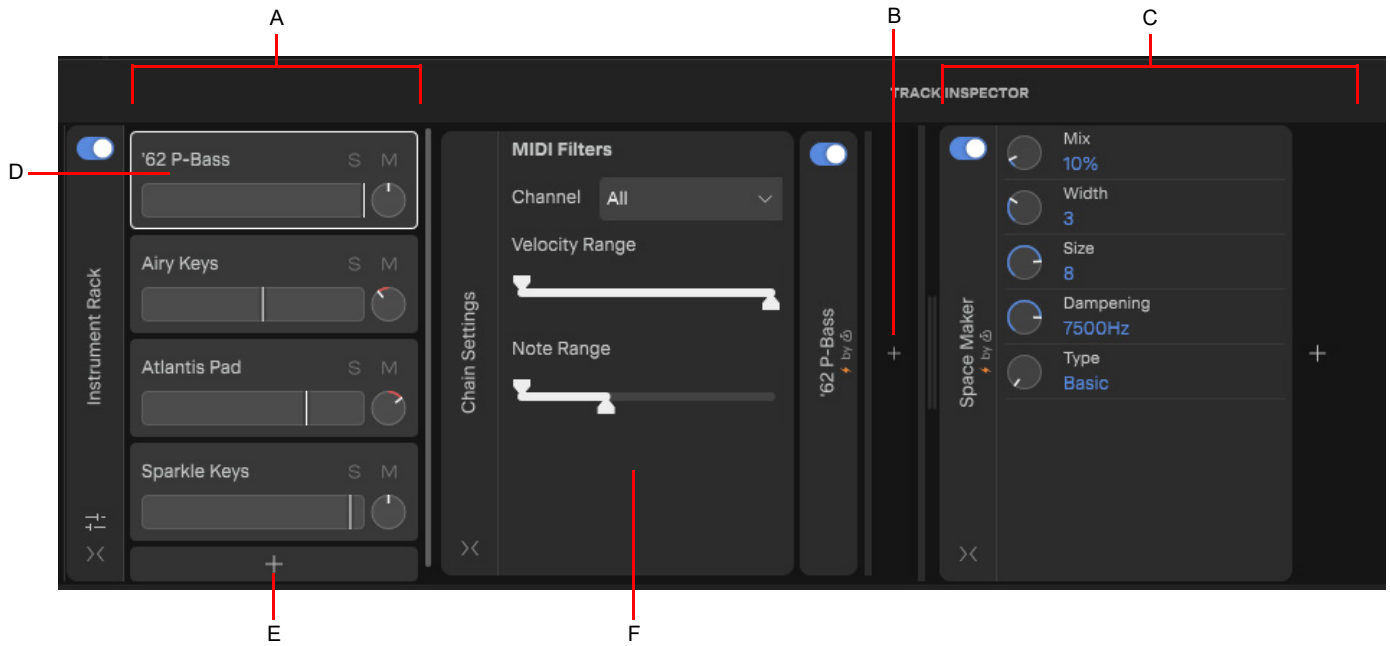 A
B
C
TRACK INSPECTOR
D
Instrument Rack
'62 P-Bass S M
Airy Keys S M
Atlantis Pad S M
Sparkle Keys S M
+
Chain Settings
MIDI Filters
Channel All
Velocity Range
Note Range
'62 P-Bass
by
+
Space Maker
by
Mix
10%
Width
3
Size
8
Dampening
7500Hz
Type
Basic
+
E
F